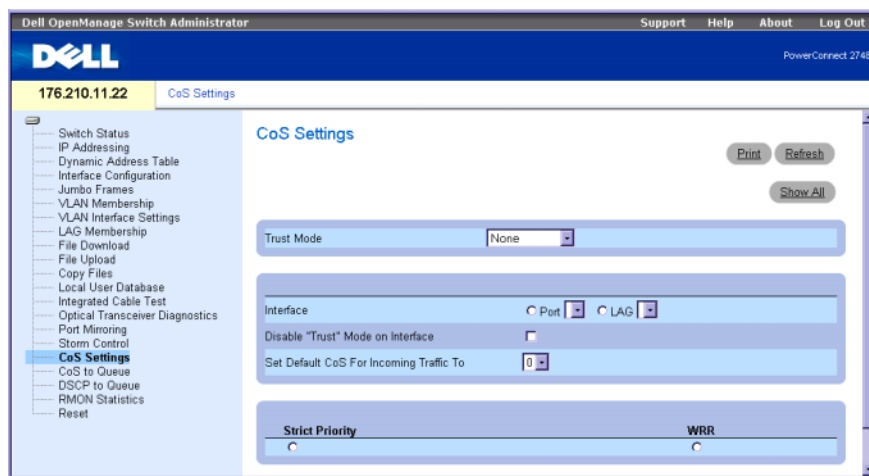 Dell OpenManage Switch Administrator Support Help About Log Out
DELL
PowerConnect 2748
176.210.11.22 CoS Settings
Switch Status
IP Addressing
Dynamic Address Table
Interface Configuration
Jumbo Frames
VLAN Membership
VLAN Interface Settings
LAG Membership
File Download
File Upload
Copy Files
Local User Database
Integrated Cable Test
Optical Transceiver Diagnostics
Port Mirroring
Storm Control
CoS Settings
CoS to Queue
DSCP to Queue
RMON Statistics
Reset
CoS Settings
Print Refresh
Show All
Trust Mode None
Interface Port LAG
Disable "Trust" Mode on Interface
Set Default CoS For Incoming Traffic To 0
Strict Priority WRR